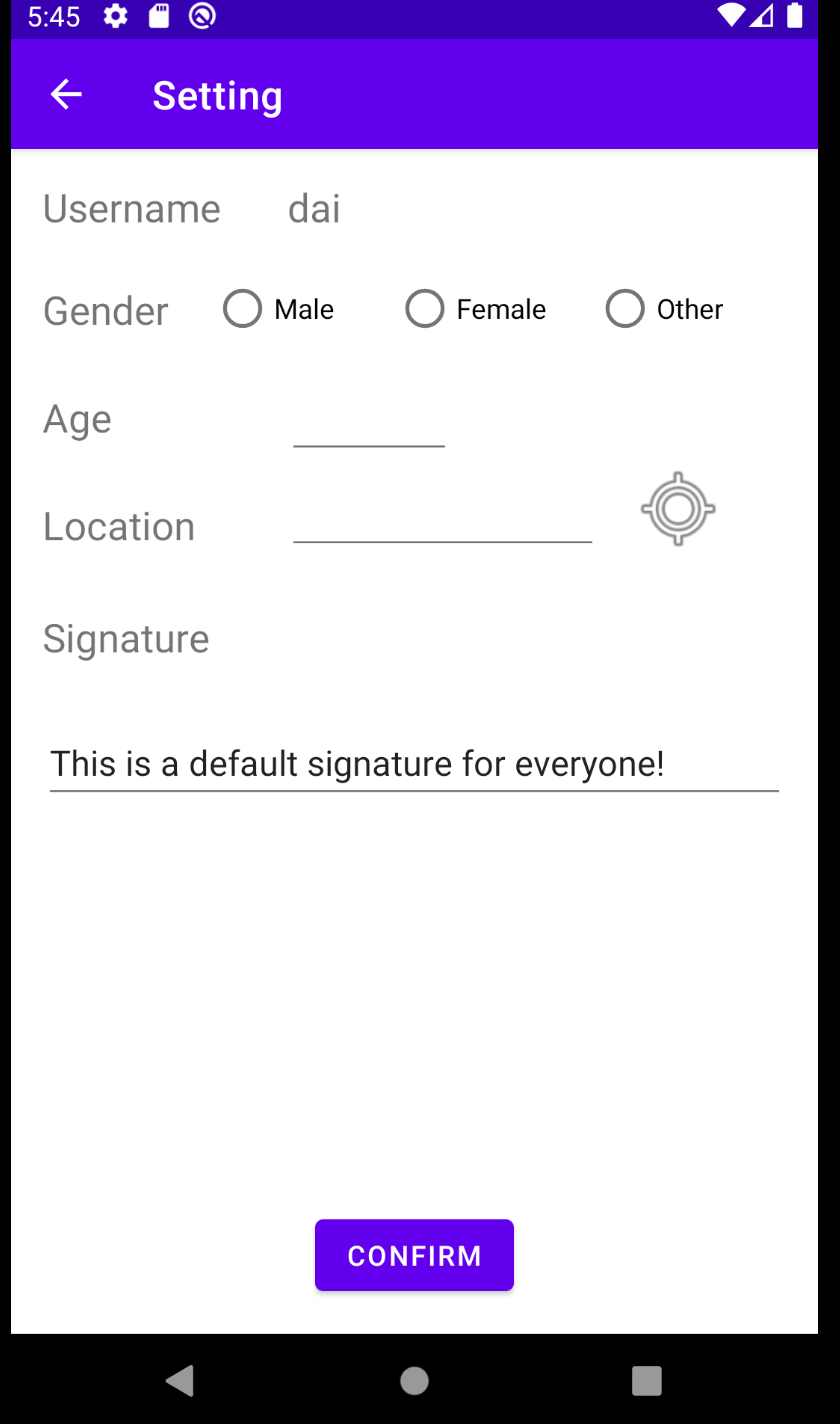 5:45
Setting
Username dai
Gender Male Female Other
Age
Location
Signature
This is a default signature for everyone!
CONFIRM